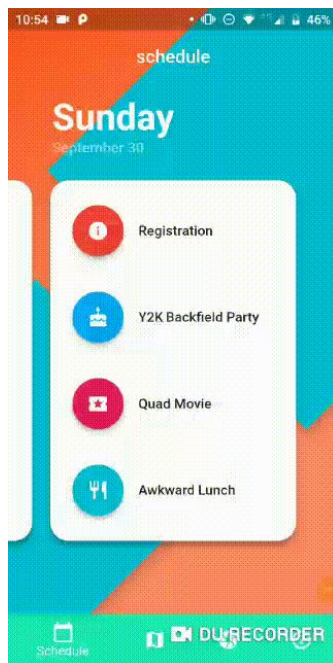 10:54 46%
schedule
Sunday
September 30
Registration
Y2K Backfield Party
Quad Movie
Awkward Lunch
Schedule
DU RECORDER